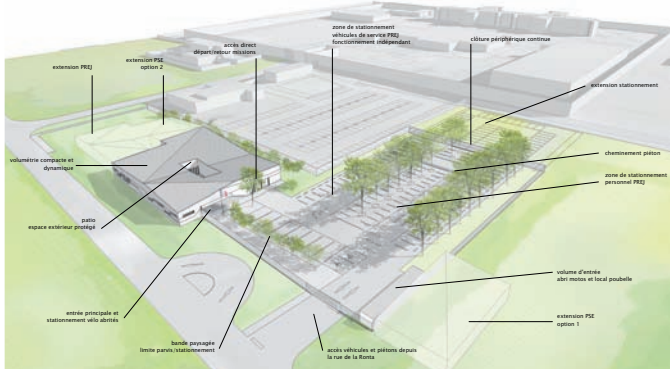 zone de stationnement
véhicules de service PREJ
fonctionnement indépendant
clôture périphérique continue
accès direct
départ/retour missions
extension PSE
option 2
extension PREJ
extension stationnement
volumétrie compacte et
dynamique
cheminement piéton
zone de stationnement
personnel PREJ
patio
espace extérieur protégé
volume d'entrée
abri motos et local poubelle
entrée principale et
stationnement vélo abrités
extension PSE
option 1
bande paysagée
limite parvis/stationnement
accès véhicules et piétons depuis
la rue de la Ronta